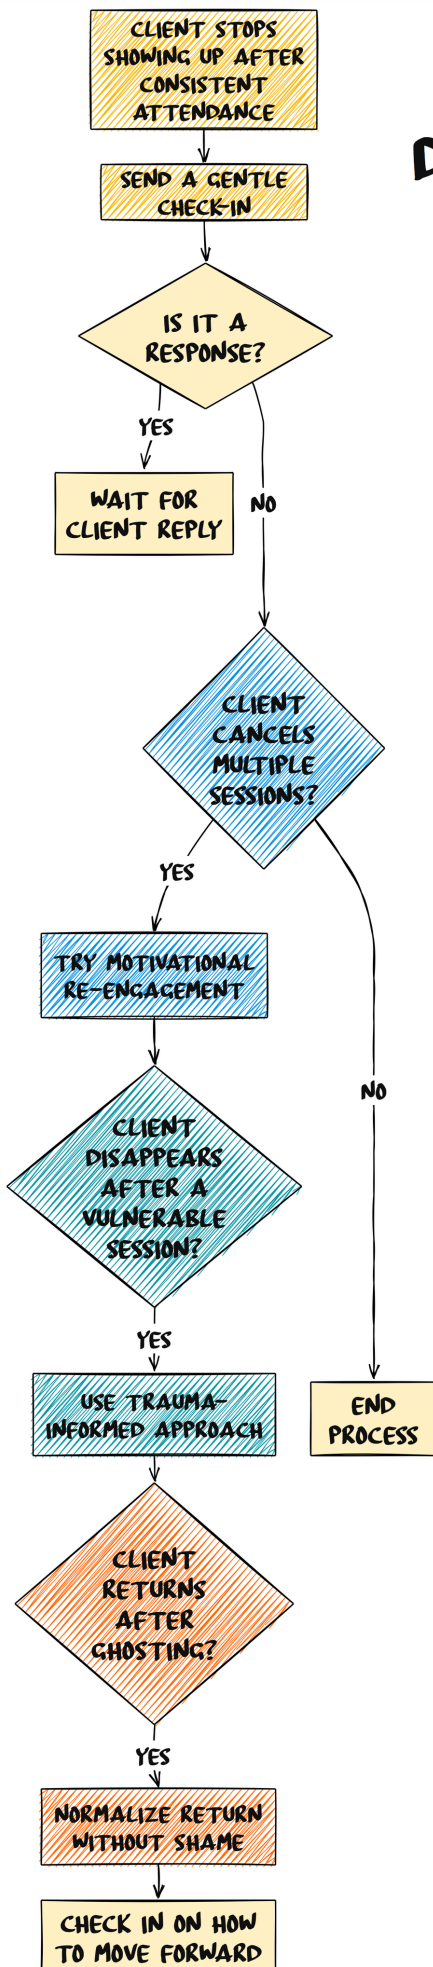 CLIENT STOPS
SHOWING UP AFTER
CONSISTENT
ATTENDANCE
SEND A GENTLE
CHECK-IN
IS IT A
RESPONSE?
YES
WAIT FOR
CLIENT REPLY
NO
CLIENT
CANCELS
MULTIPLE
SESSIONS?
YES
TRY MOTIVATIONAL
RE-ENGAGEMENT
NO
CLIENT
DISAPPEARS
AFTER A
VULNERABLE
SESSION?
YES
USE TRAUMA-
INFORMED APPROACH
END
PROCESS
CLIENT
RETURNS
AFTER
GHOSTING?
YES
NORMALIZE RETURN
WITHOUT SHAME
CHECK IN ON HOW
TO MOVE FORWARD